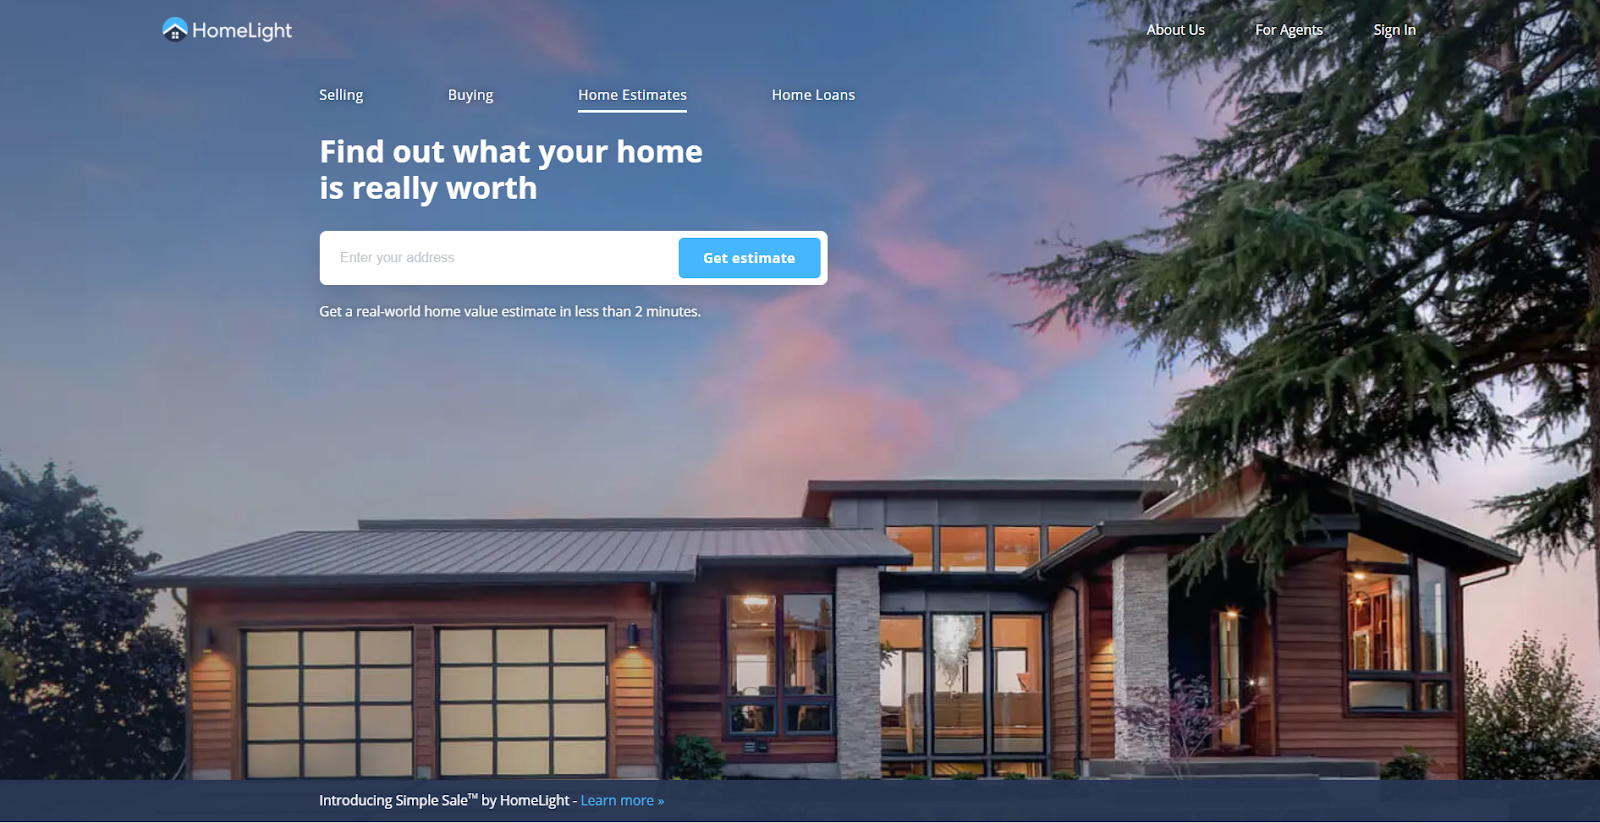 HomeLight
About Us For Agents Sign In
Selling Buying Home Estimates Home Loans
Find out what your home
is really worth
Enter your address Get estimate
Get a real-world home value estimate in less than 2 minutes.
Introducing Simple Sale™ by HomeLight - Learn more »